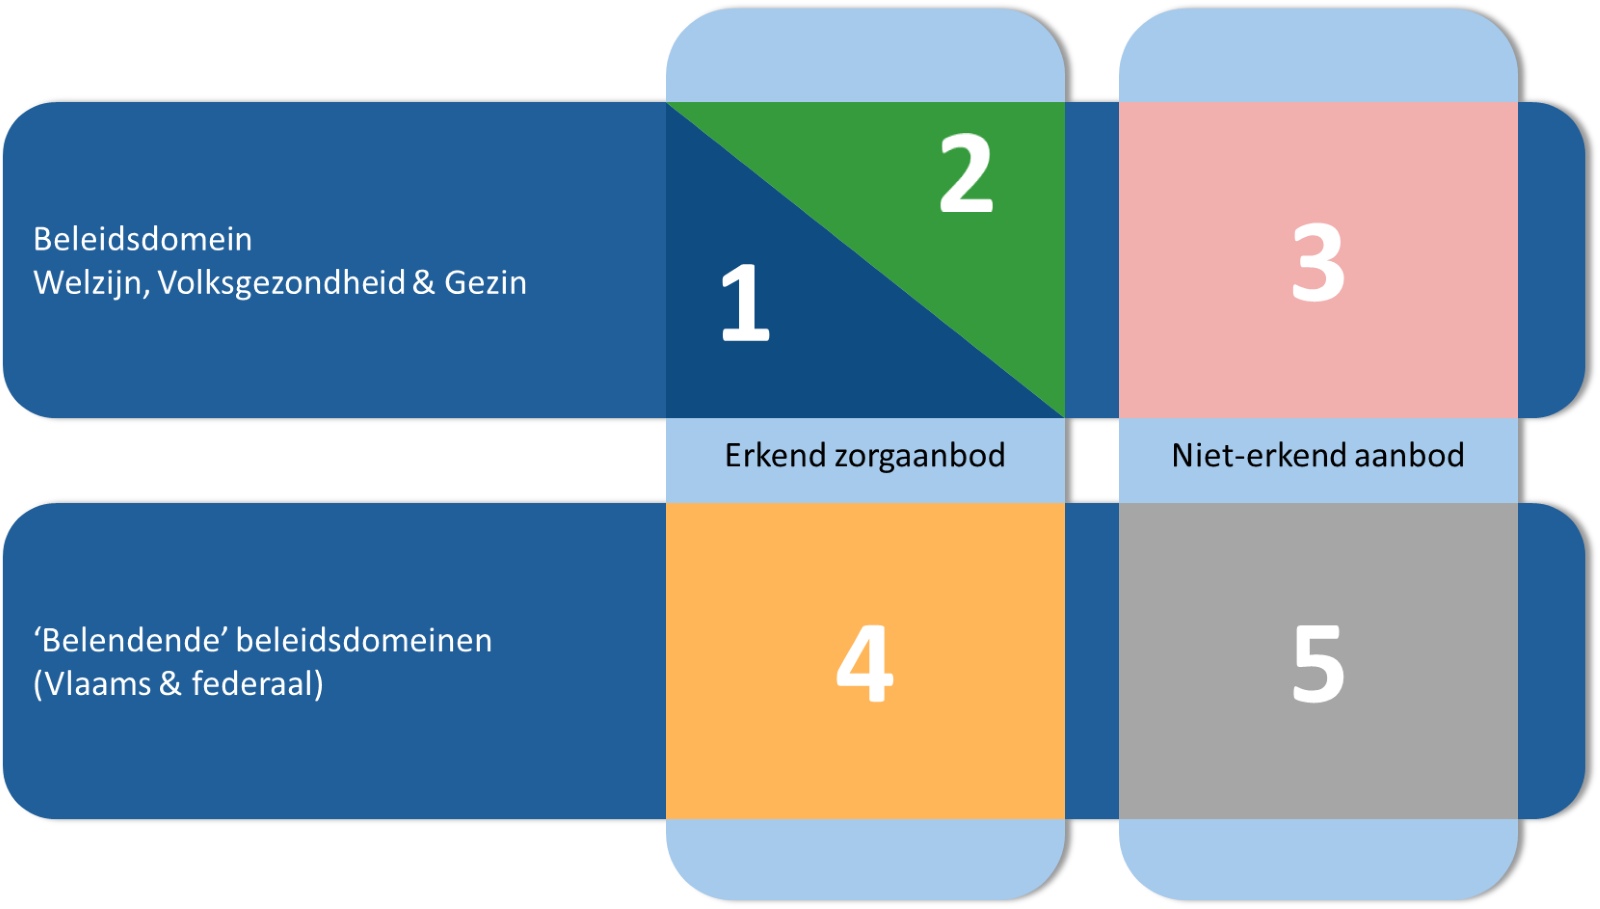 2
1
3
Beleidsdomein
Welzijn, Volksgezondheid & Gezin
Erkend zorgaanbod
Niet-erkend aanbod
‘Belendende’ beleidsdomeinen
(Vlaams & federaal)
4
5